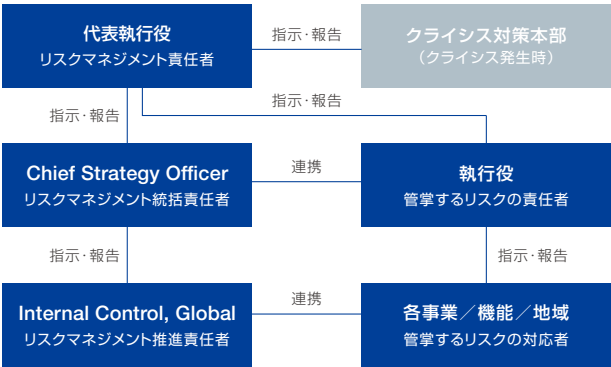 代表執行役
リスクマネジメント責任者
指示・報告
クライシス対策本部
（クライシス発生時）
指示・報告
指示・報告
Chief Strategy Officer
リスクマネジメント統括責任者
連携
執行役
管掌するリスクの責任者
指示・報告
指示・報告
Internal Control, Global
リスクマネジメント推進責任者
連携
各事業／機能／地域
管掌するリスクの対応者